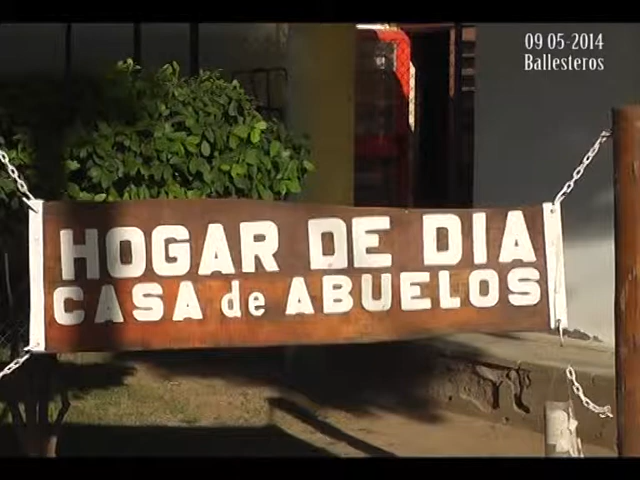 09 05-2014
Ballesteros
HOGAR DE DIA
CASA de ABUELOS